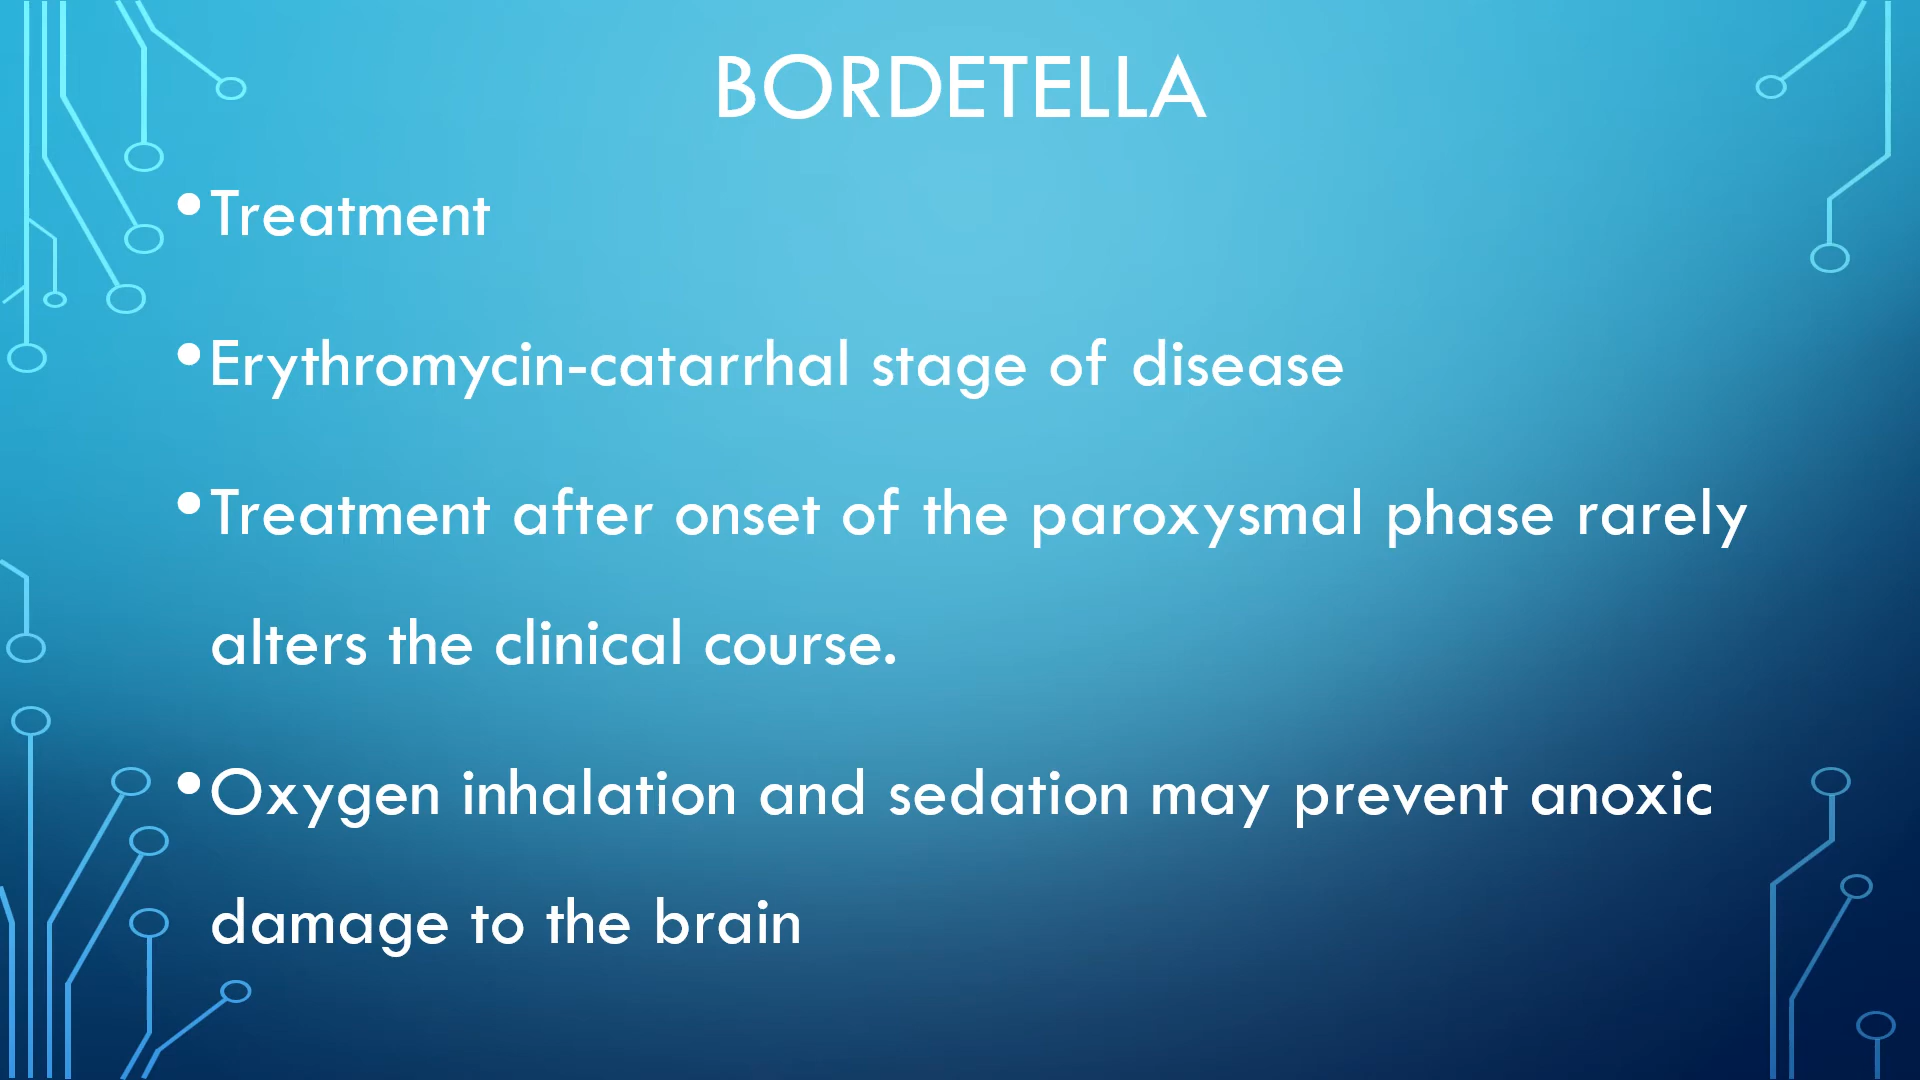 BORDETELLA
•Treatment
•Erythromycin-catarrhal stage of disease
•Treatment after onset of the paroxysmal phase rarely
alters the clinical course.
•Oxygen inhalation and sedation may prevent anoxic
damage to the brain